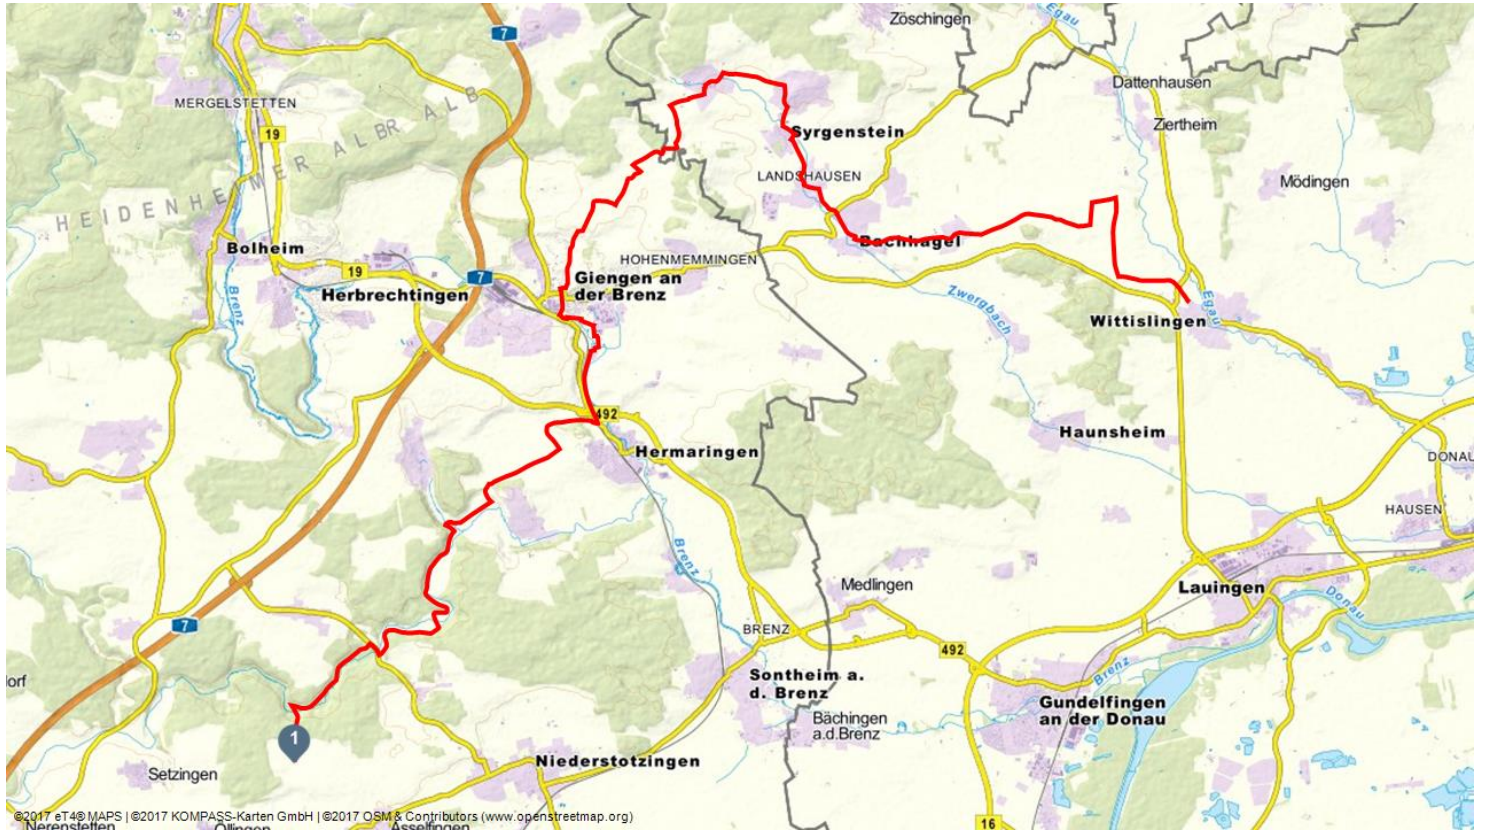 Zöschingen
Egau
7
MERGELSTETTEN
19
Dattenhausen
Ziertheim
HEIDENHEIMER ALB
ALB
Syrgenstein
LANDSHAUSEN
Mödingen
Bolheim
Bachhagel
HOHENMEMMINGEN
19
7
Giengen an
der Brenz
Herbrechtingen
Brenz
Zwergbach
Egau
Wittislingen
492
Hermaringen
Haunsheim
DONAU
HAUSEN
Brenz
Medlingen
Lauingen
Donau
7
BRENZ
492
Sontheim a.
d. Brenz
Brenz
Gundelfingen
an der Donau
Bächingen
a.d.Brenz
1
Niederstotzingen
Setzingen
©2017 eT4® MAPS | ©2017 KOMPASS-Karten GmbH | ©2017 OSM & Contributors (www.openstreetmap.org)
16